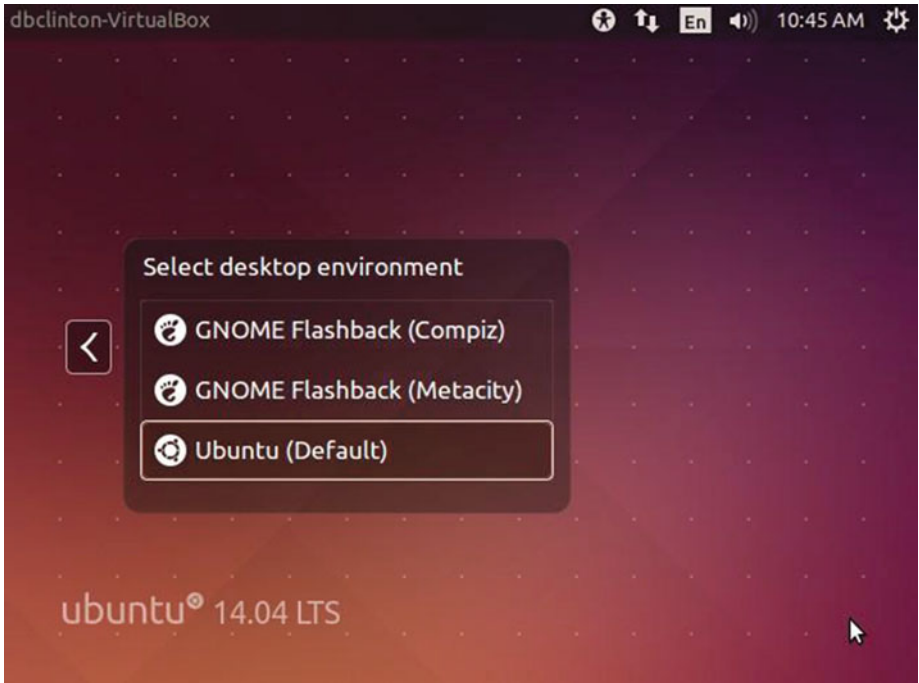 dbclinton-VirtualBox En 10:45 AM
Select desktop environment
GNOME Flashback (Compiz)
GNOME Flashback (Metacity)
Ubuntu (Default)
ubuntu® 14.04 LTS